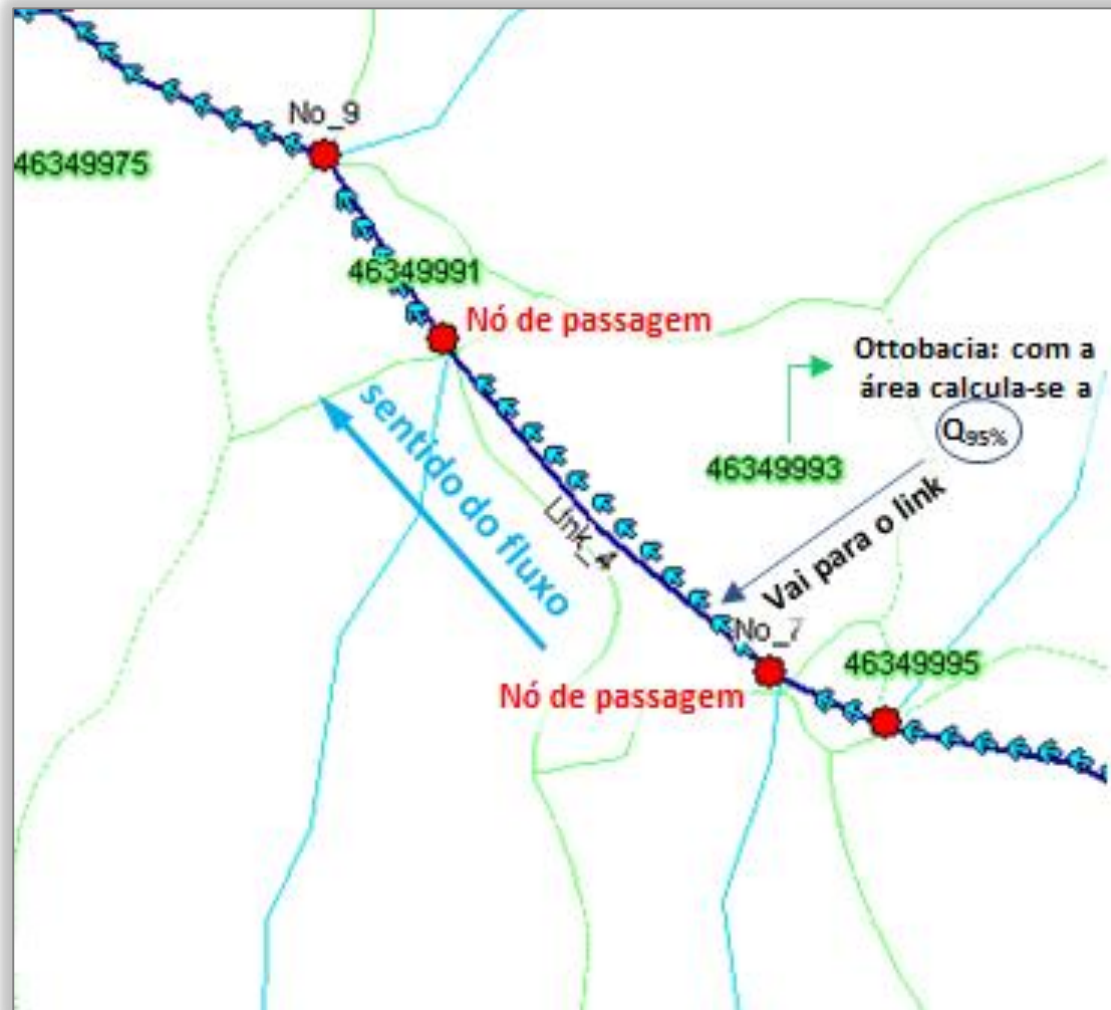 No_9
46349975
46349991
Nó de passagem
Ottobacia: com a
área calcula-se a
Q95%
46349993
sentido do fluxo
Link_4
Vai para o link
No_7
46349995
Nó de passagem